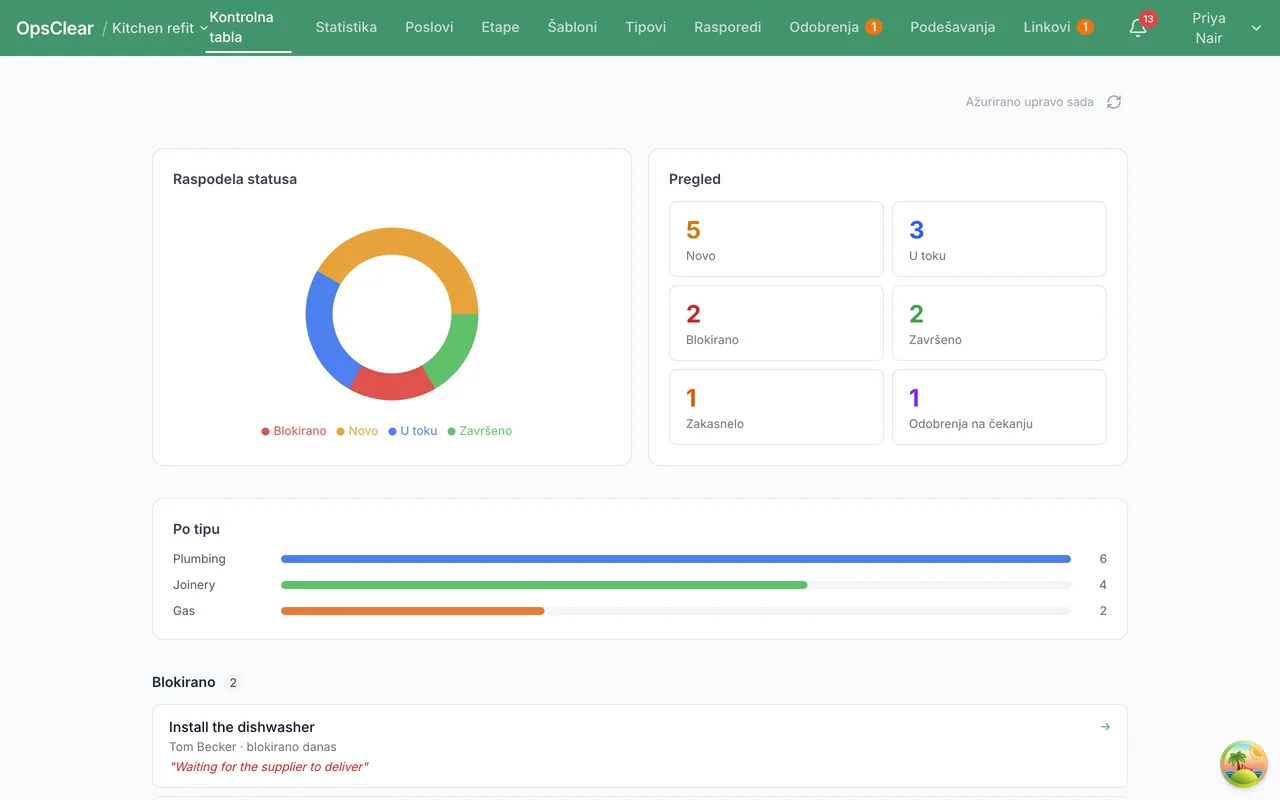 OpsClear / Kitchen refit
Kontrolna
tabla
Statistika
Poslovi
Etape
Šabloni
Tipovi
Rasporedi
Odobrenja 1
Podešavanja
Linkovi 1
13
Priya
Nair
Ažurirano upravo sada
Raspodela statusa
Blokirano
Novo
U toku
Završeno
Pregled
5
Novo
3
U toku
2
Blokirano
2
Završeno
1
Zakasnelo
1
Odobrenja na čekanju
Po tipu
Plumbing 6
Joinery 4
Gas 2
Blokirano 2
Install the dishwasher
Tom Becker · blokirano danas
"Waiting for the supplier to deliver"